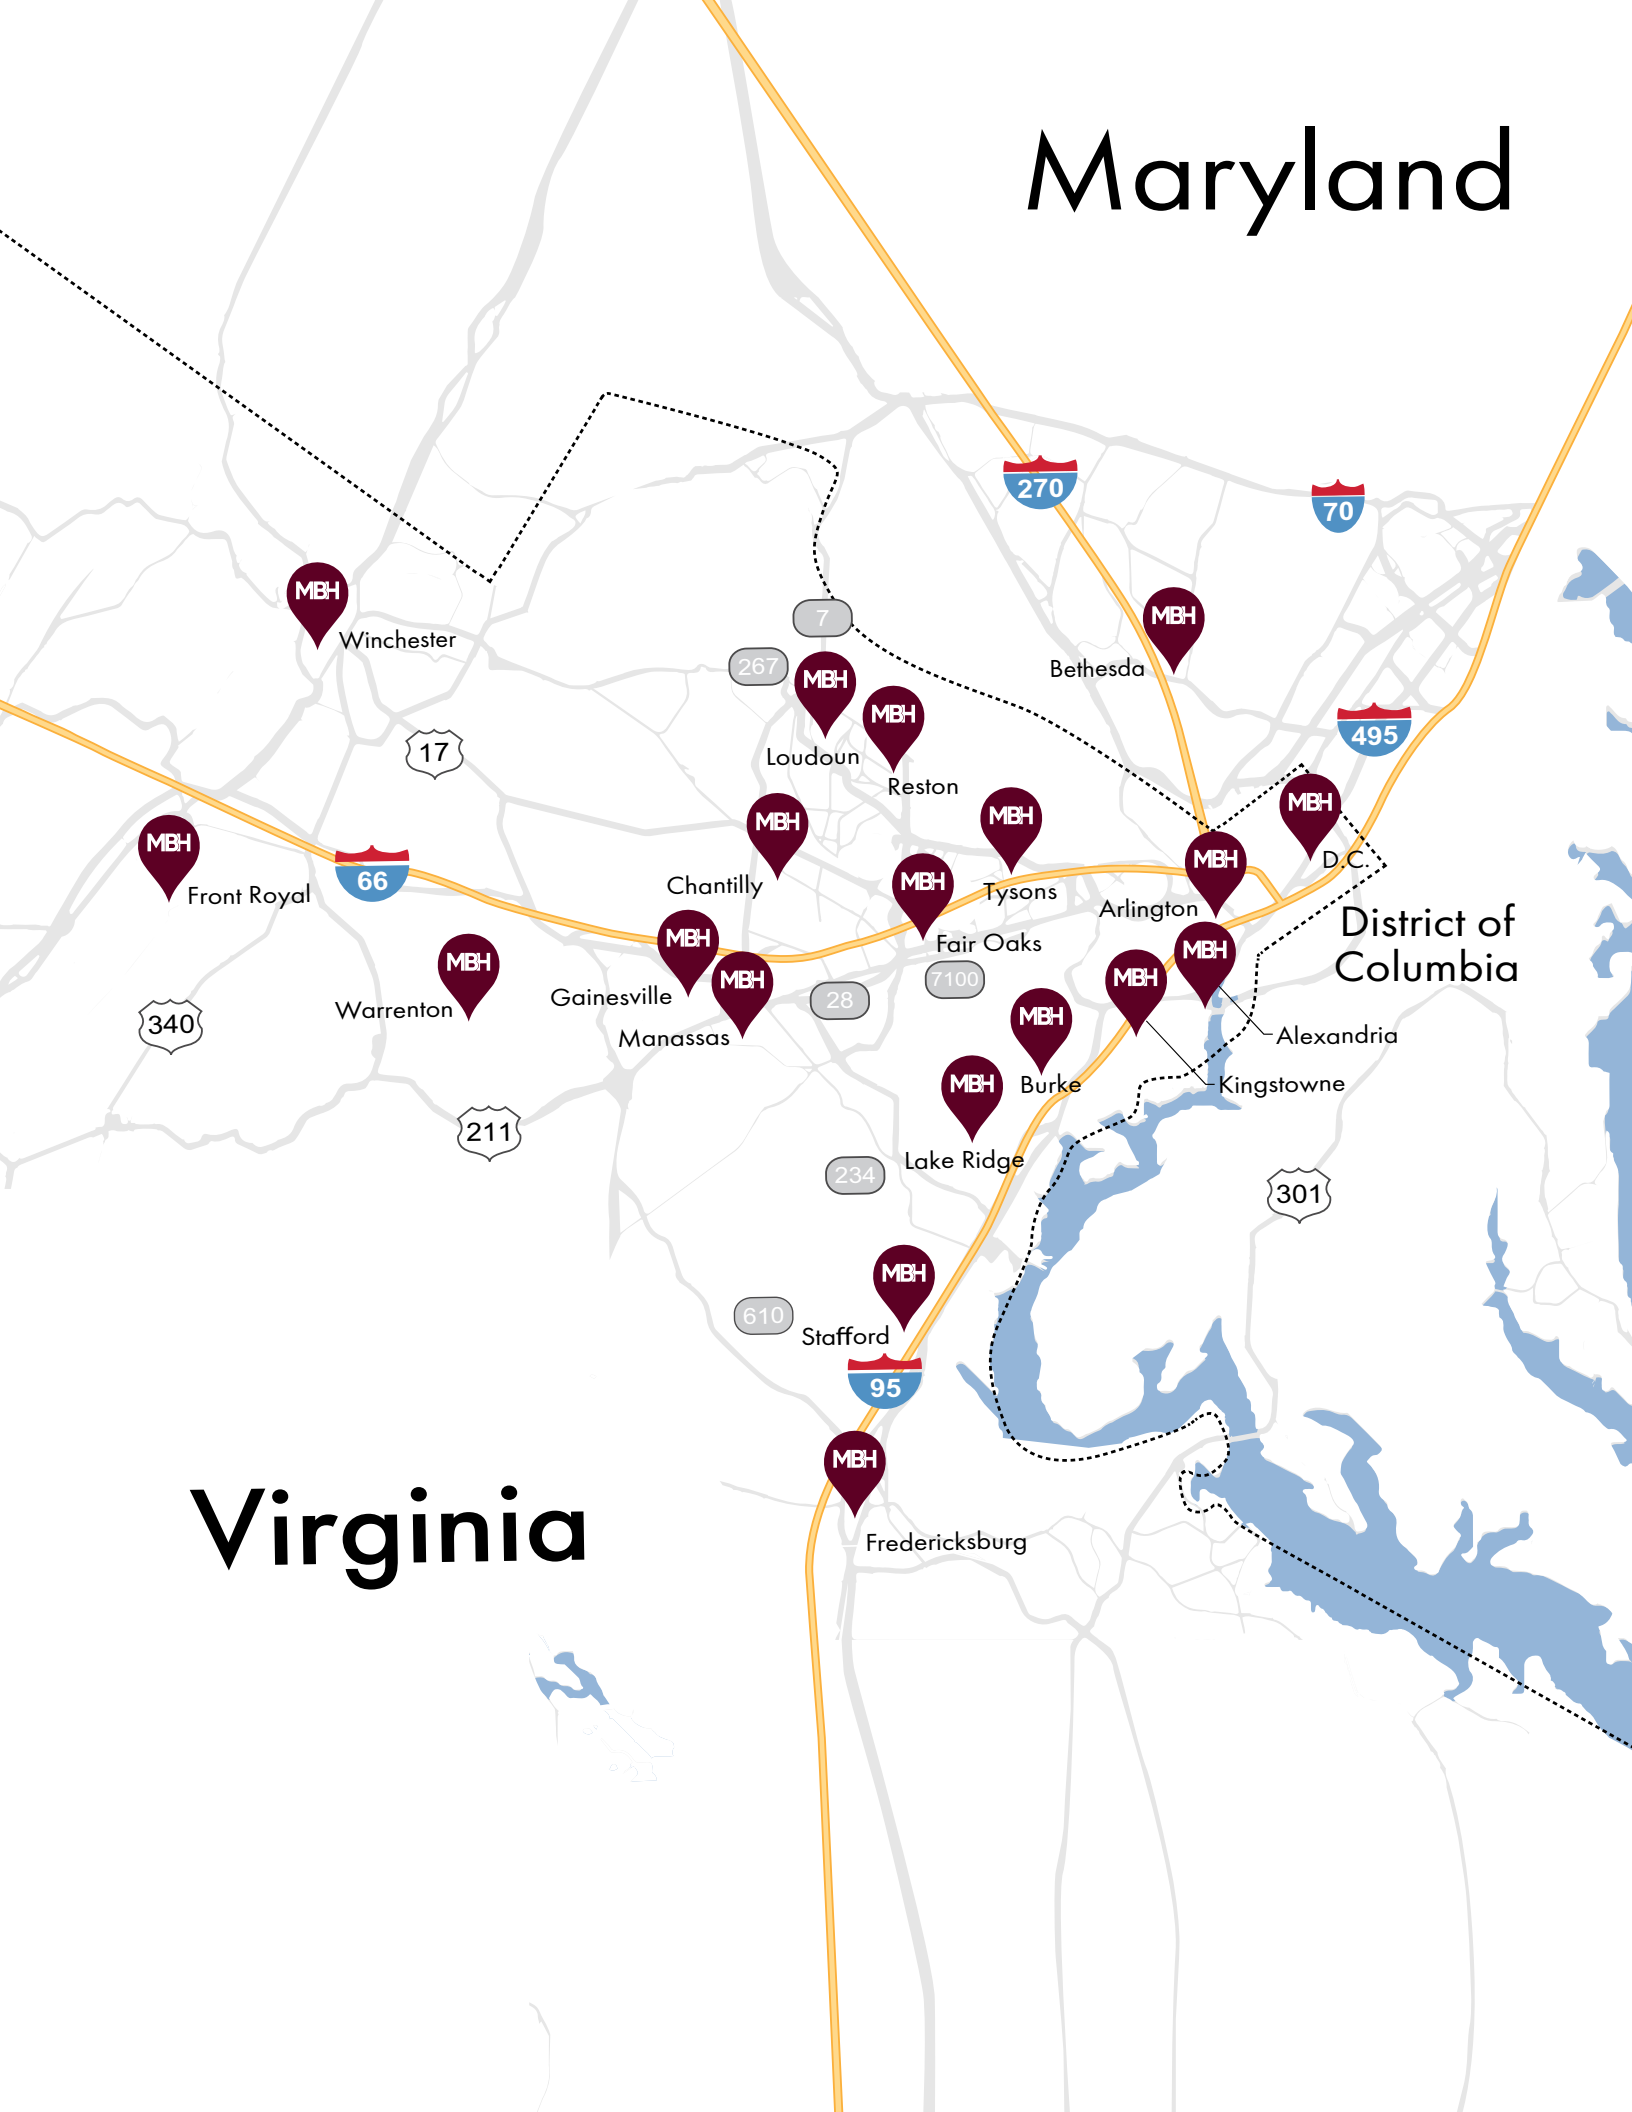 Maryland
270
70
MBH
Winchester
7
MBH
Bethesda
267
MBH
Loudoun
MBH
Reston
17
495
MBH
D.C.
MBH
Front Royal
66
MBH
Chantilly
MBH
Tysons
MBH
Fair Oaks
MBH
Arlington
District of
Columbia
MBH
Gainesville
MBH
Warrenton
MBH
Manassas
7100
28
MBH
Kingstowne
MBH
Alexandria
340
MBH
Burke
MBH
Lake Ridge
211
234
301
MBH
Stafford
610
95
MBH
Fredericksburg
Virginia